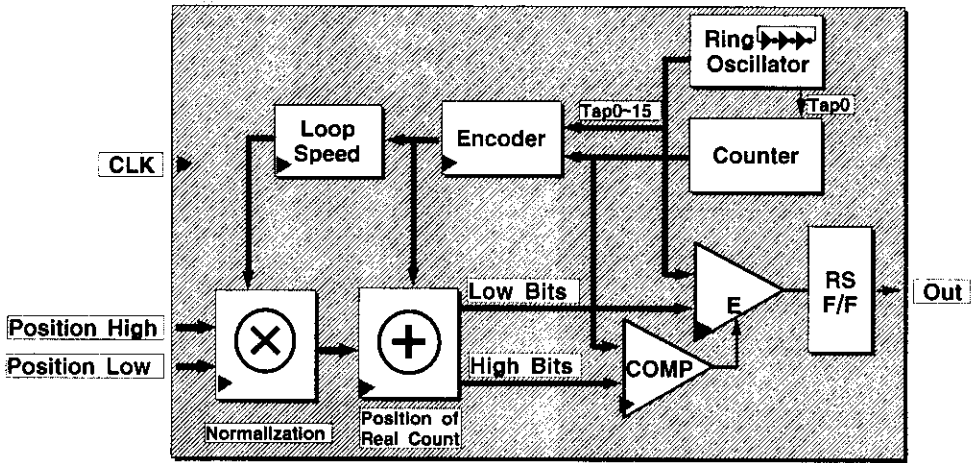 Ring
Oscillator
Tap0~15
Tap0
Loop
Speed
Encoder
Counter
CLK
Low Bits
E
RS
F/F
Out
Position High
Position Low
×
+
High Bits
COMP
Normalization
Position of
Real Count